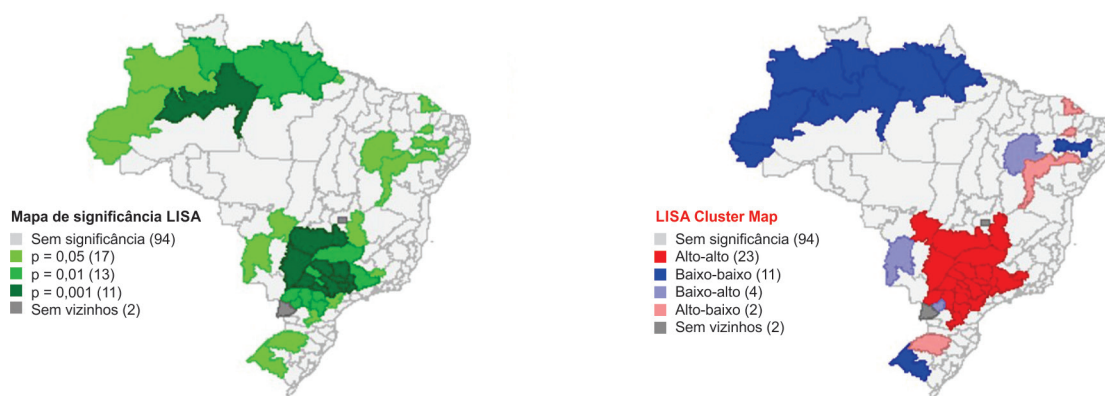 Mapa de significância LISA
Sem significância (94)
p = 0,05 (17)
p = 0,01 (13)
p = 0,001 (11)
Sem vizinhos (2)
LISA Cluster Map
Sem significância (94)
Alto-alto (23)
Baixo-baixo (11)
Baixo-alto (4)
Alto-baixo (2)
Sem vizinhos (2)